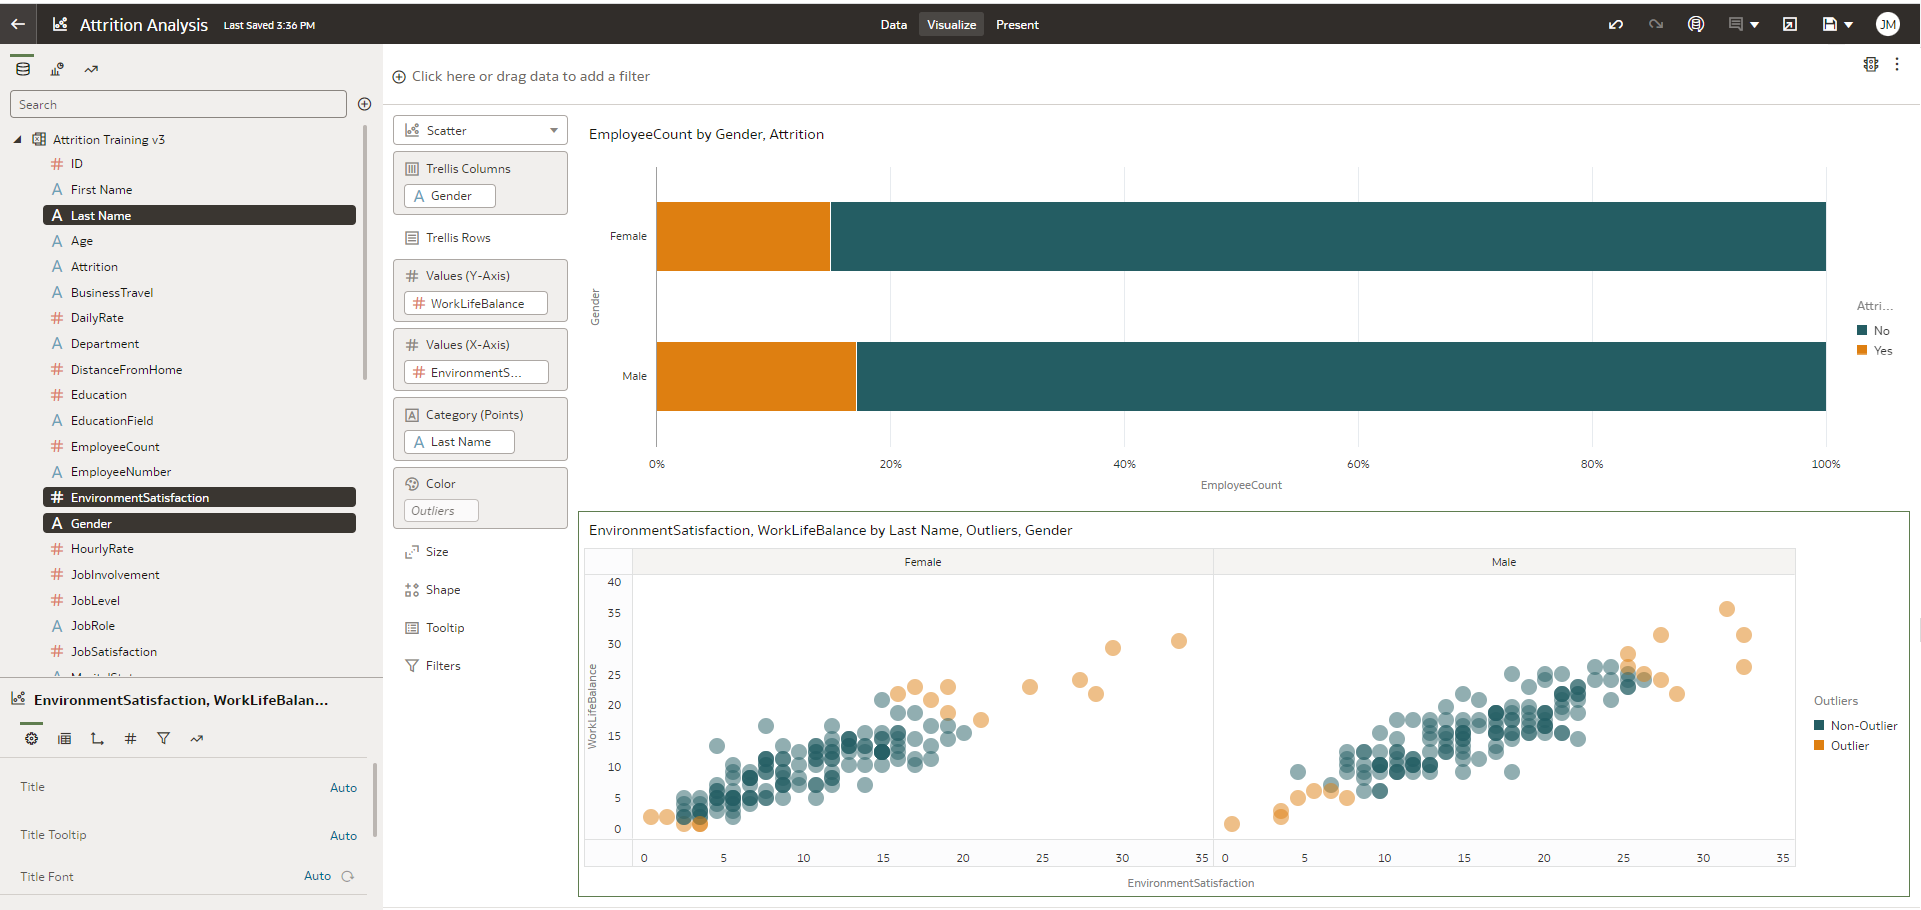 Attrition Analysis Last Saved 3:36 PM Data Visualize Present JM
Search
Attrition Training v3
# ID
A First Name
A Last Name
A Age
A Attrition
A BusinessTravel
# DailyRate
A Department
# DistanceFromHome
# Education
A EducationField
# EmployeeCount
A EmployeeNumber
# EnvironmentSatisfaction
A Gender
# HourlyRate
# JobInvolvement
# JobLevel
A JobRole
# JobSatisfaction
EnvironmentSatisfaction, WorkLifeBalan...
#
Title Auto
Title Tooltip Auto
Title Font Auto
Click here or drag data to add a filter
Scatter
Trellis Columns
A Gender
Trellis Rows
# Values (Y-Axis)
# WorkLifeBalance
# Values (X-Axis)
# EnvironmentS...
A Category (Points)
A Last Name
Color
Outliers
Size
Shape
Tooltip
Filters
EmployeeCount by Gender, Attrition
Gender
Female
Male
0% 20% 40% 60% 80% 100%
EmployeeCount
Attri...
No
Yes
EnvironmentSatisfaction, WorkLifeBalance by Last Name, Outliers, Gender
Female Male
WorkLifeBalance
40
35
30
25
20
15
10
5
0
0 5 10 15 20 25 30 35 0 5 10 15 20 25 30 35
EnvironmentSatisfaction
Outliers
Non-Outlier
Outlier